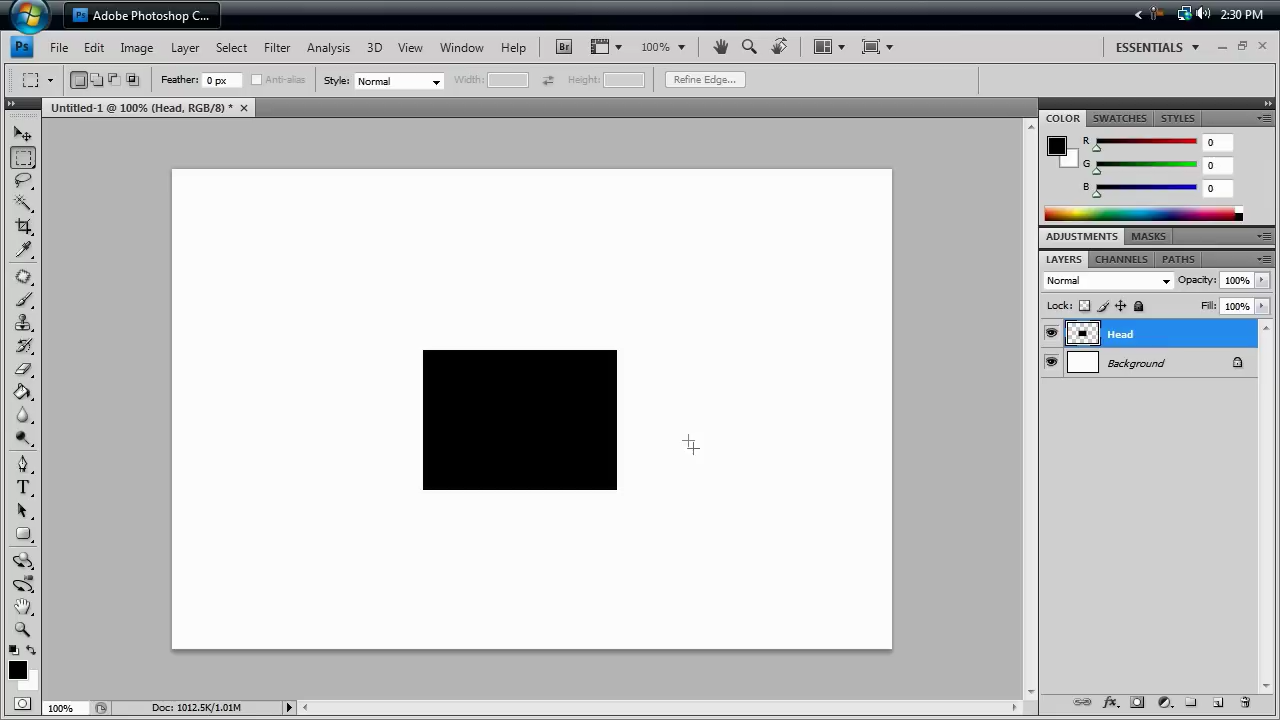 Adobe Photoshop C...
2:30 PM
Ps File Edit Image Layer Select Filter Analysis 3D View Window Help Br 100% ESSENTIALS
Feather: 0 px Anti-alias Style: Normal Width: Height: Refine Edge...
Untitled-1 @ 100% (Head, RGB/8) *
COLOR SWATCHES STYLES
R 0
G 0
B 0
ADJUSTMENTS MASKS
LAYERS CHANNELS PATHS
Normal Opacity: 100%
Lock: Fill: 100%
Head
Background
100% Doc: 1012.5K/1.01M